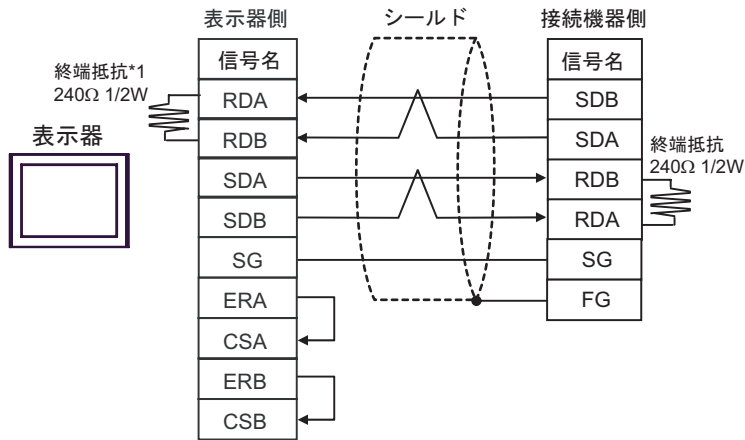 表示器側
シールド
接続機器側
終端抵抗*1
240Ω 1/2W
表示器
信号名
RDA
RDB
SDA
SDB
SG
ERA
CSA
ERB
CSB
信号名
SDB
SDA
RDB
RDA
SG
FG
終端抵抗
240Ω 1/2W